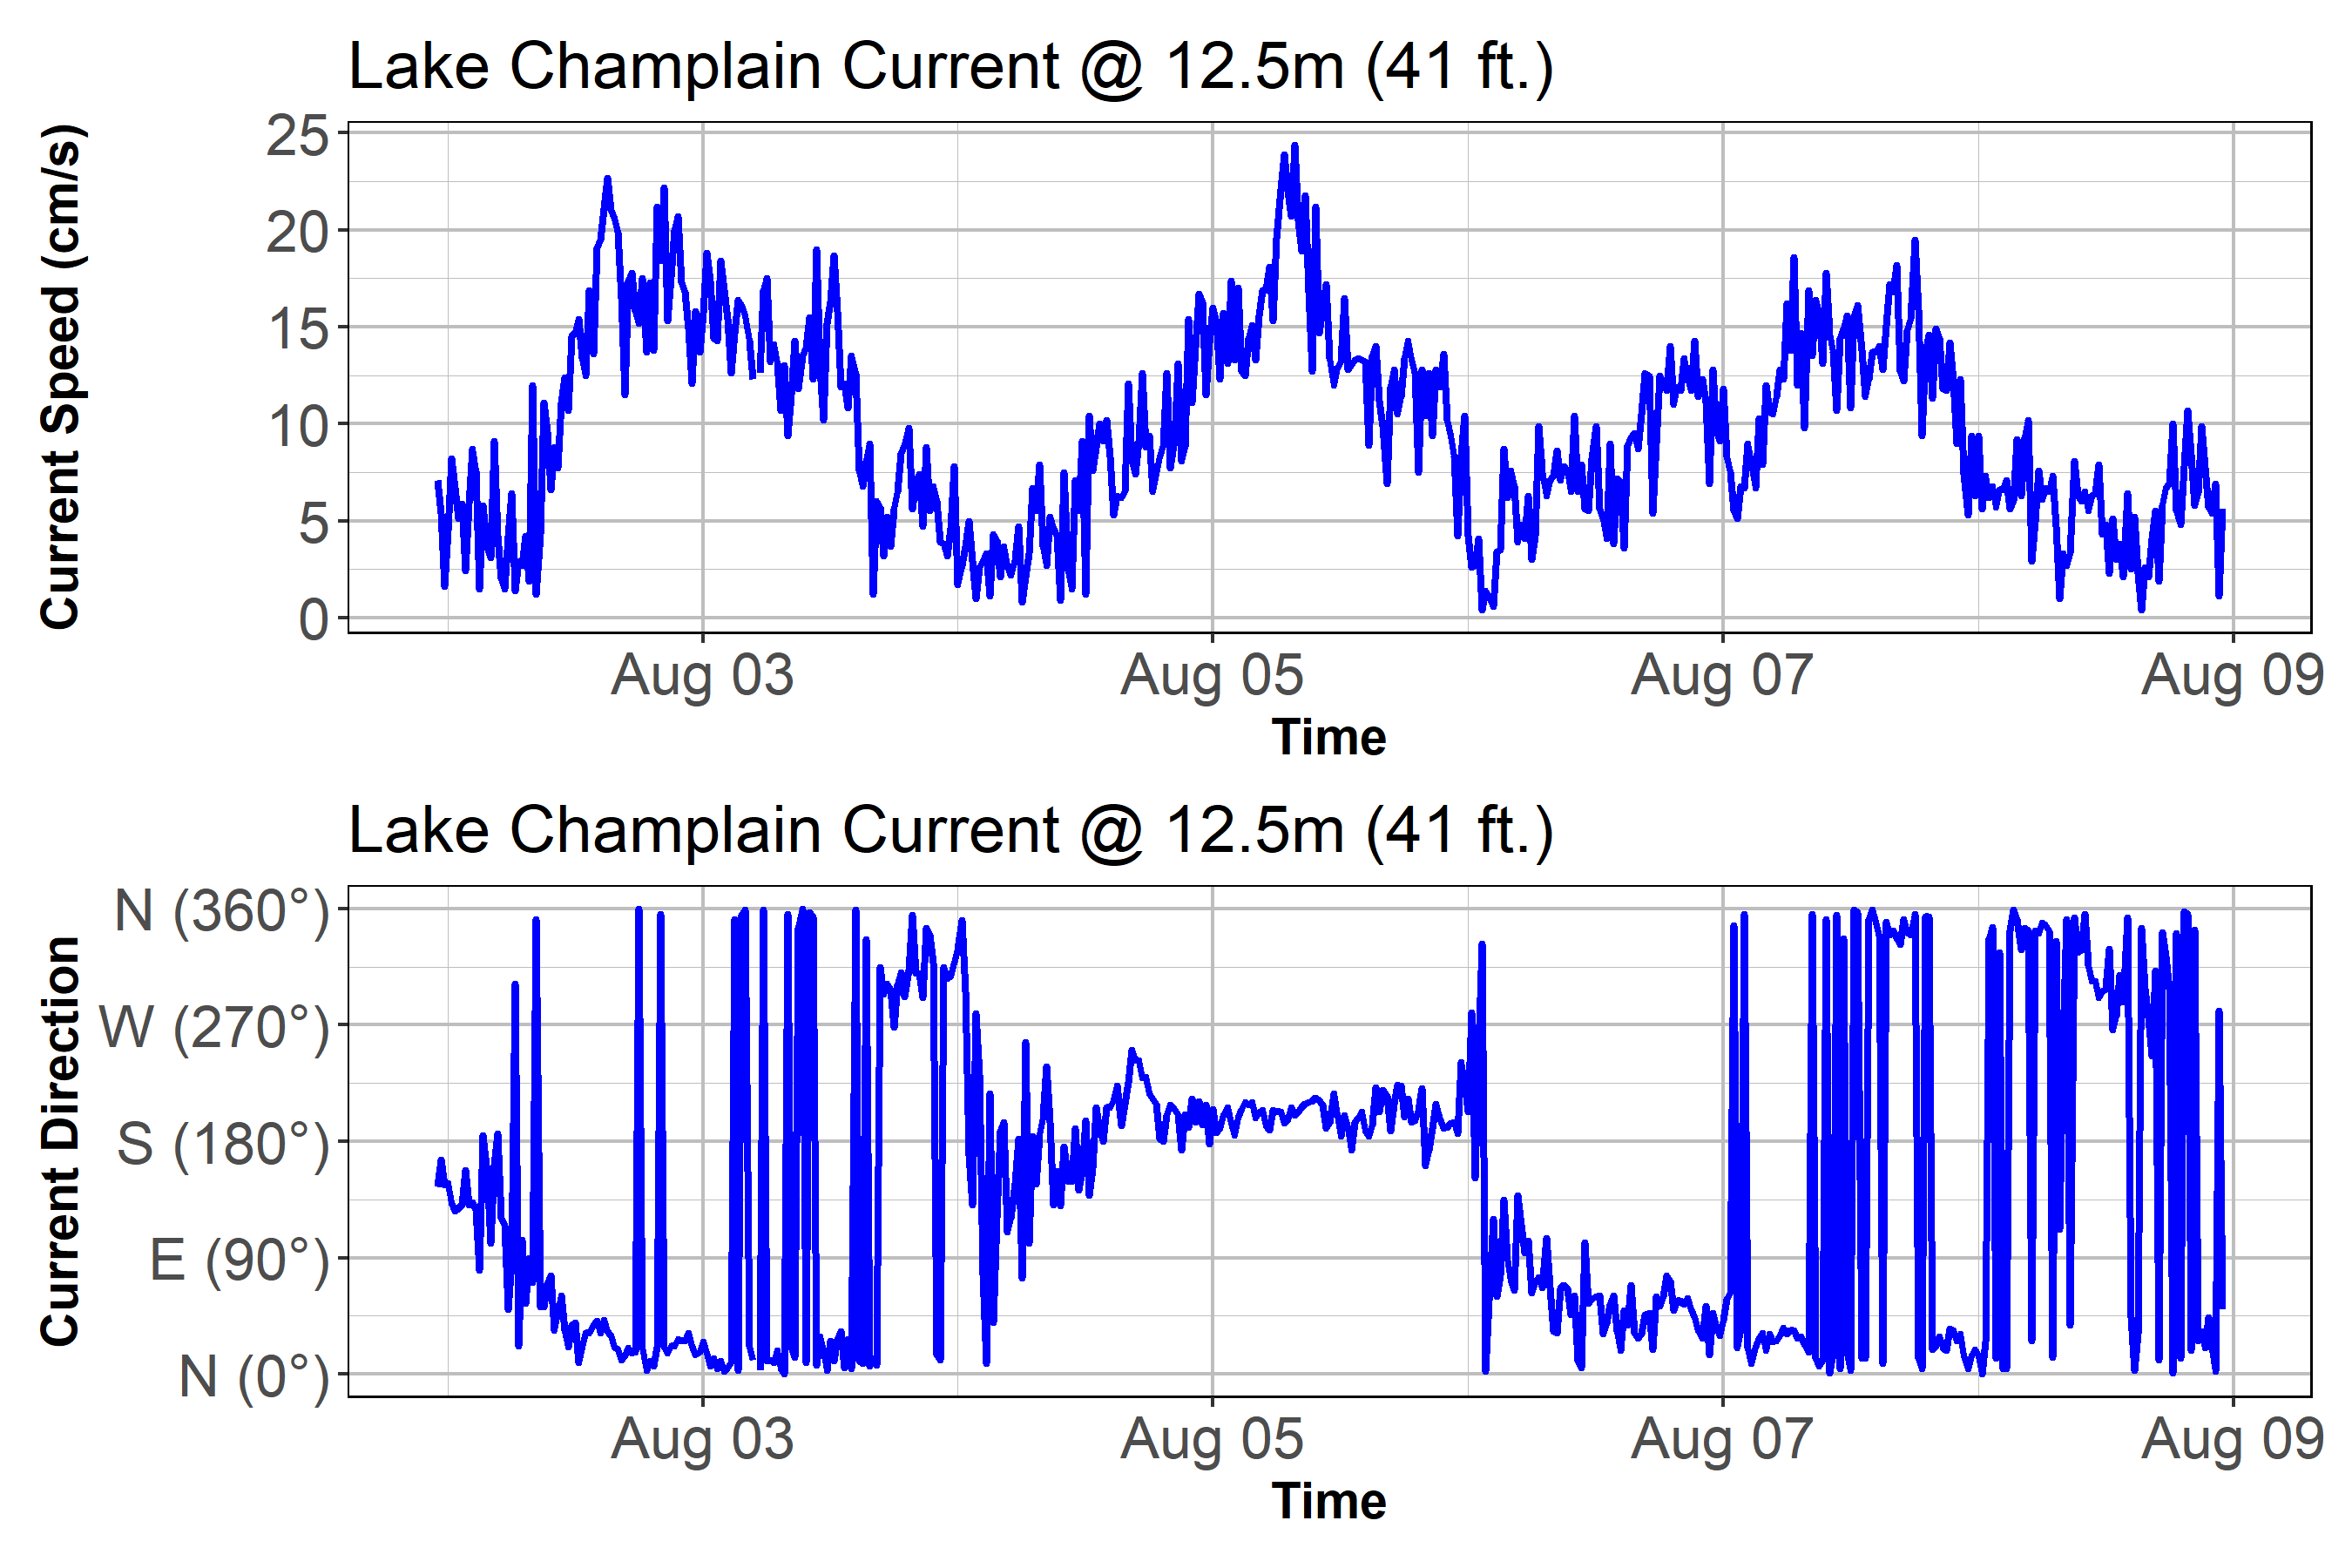 Lake Champlain Current @ 12.5m (41 ft.)
Current Speed (cm/s)
25
20
15
10
5
0
Aug 03 Aug 05 Aug 07 Aug 09
Time
Lake Champlain Current @ 12.5m (41 ft.)
Current Direction
N (360°)
W (270°)
S (180°)
E (90°)
N (0°)
Aug 03 Aug 05 Aug 07 Aug 09
Time